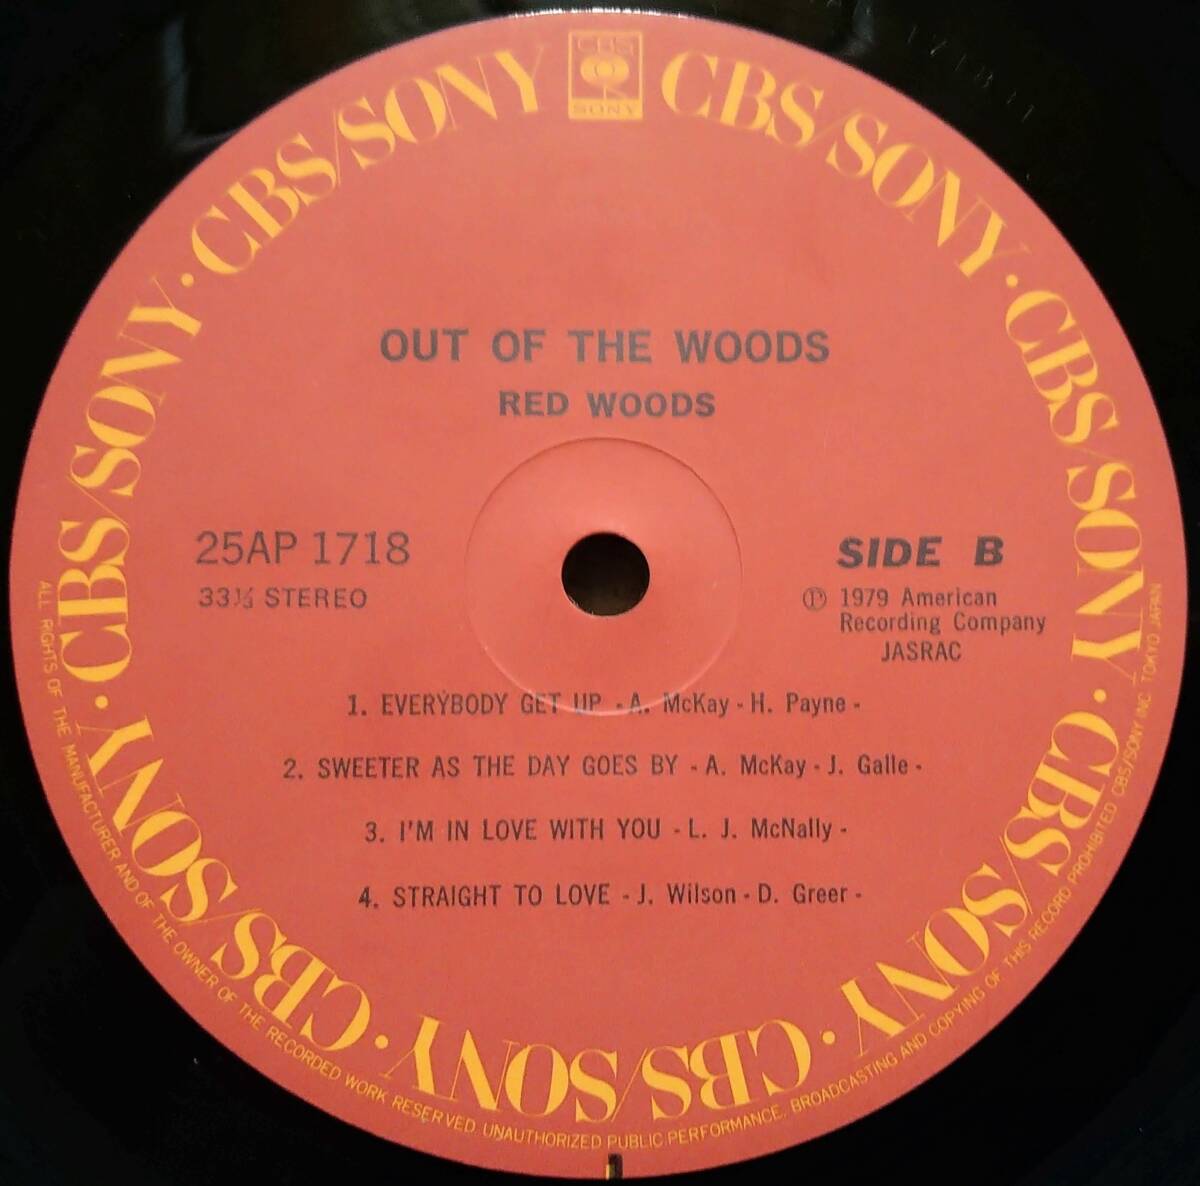 CBS
SONY
CBS/SONY · CBS/SONY · CBS/SONY · CBS/SONY · CBS/SONY · CBS/SONY · CBS/SONY · CBS/SONY
OUT OF THE WOODS
RED WOODS
25AP 1718
33⅓ STEREO
SIDE B
Ⓟ 1979 American
Recording Company
JASRAC
1. EVERYBODY GET UP - A. McKay - H. Payne -
2. SWEETER AS THE DAY GOES BY - A. McKay - J. Galle -
3. I'M IN LOVE WITH YOU - L. J. McNally -
4. STRAIGHT TO LOVE - J. Wilson - D. Greer -
ALL RIGHTS OF THE MANUFACTURER AND OF THE OWNER OF THE RECORDED WORK RESERVED. UNAUTHORIZED PUBLIC PERFORMANCE, BROADCASTING AND COPYING OF THIS RECORD PROHIBITED CBS/SONY INC. TOKYO JAPAN